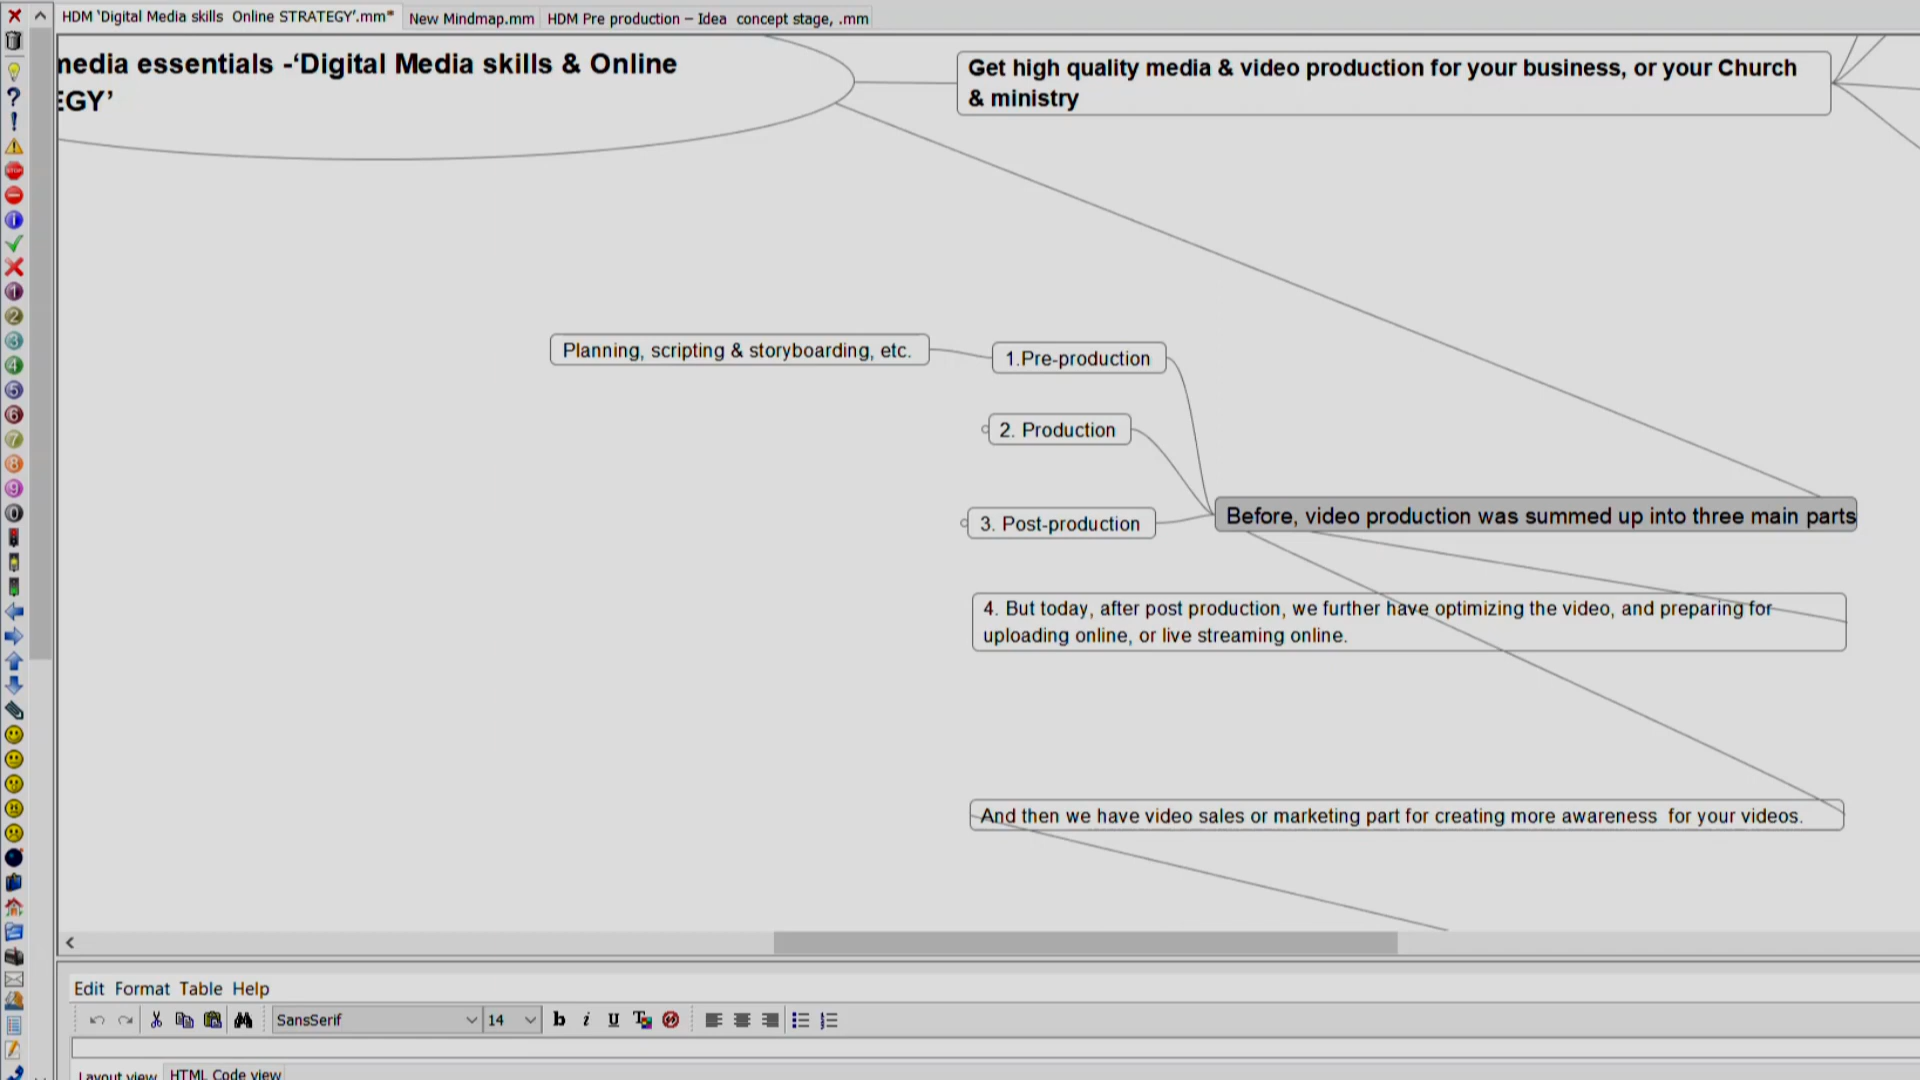 HDM ‘Digital Media skills  Online STRATEGY’.mm*
New Mindmap.mm
HDM Pre production – Idea  concept stage, .mm
media essentials -‘Digital Media skills & Online
EGY’
Get high quality media & video production for your business, or your Church
& ministry
Planning, scripting & storyboarding, etc.
1.Pre-production
2. Production
3. Post-production
Before, video production was summed up into three main parts
4. But today, after post production, we further have optimizing the video, and preparing for
uploading online, or live streaming online.
And then we have video sales or marketing part for creating more awareness  for your videos.
Edit Format Table Help
SansSerif 14 b i U
Layout view HTML Code view